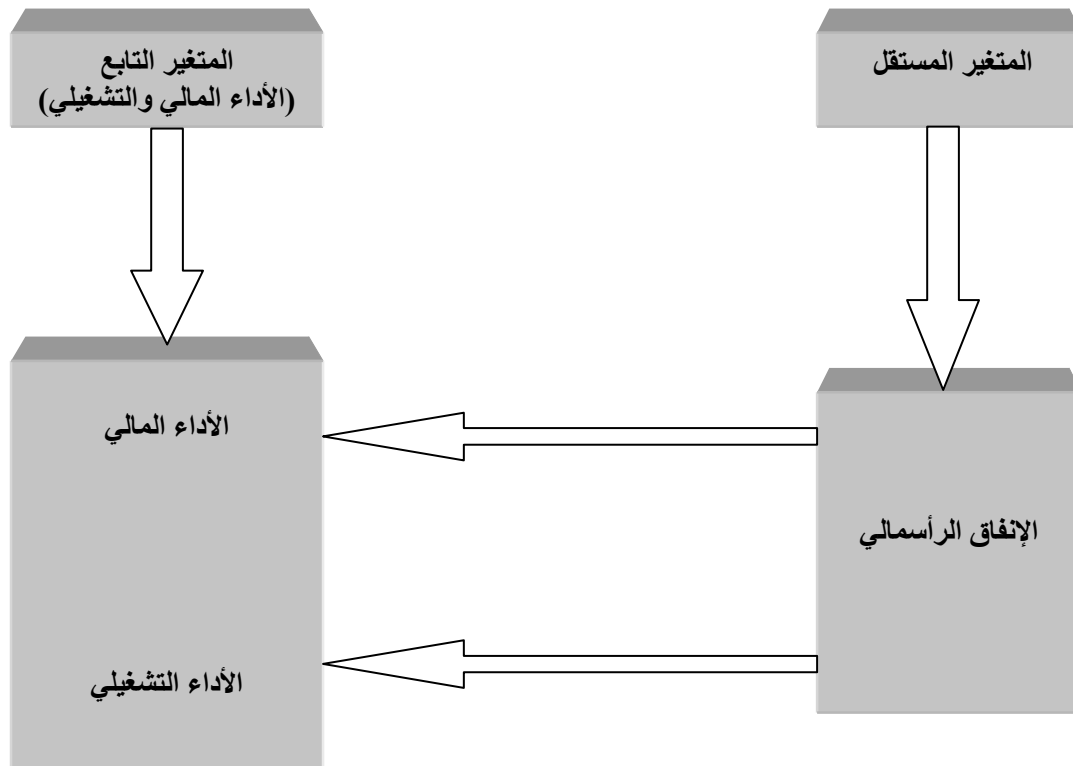 المتغير المستقل
المتغير التابع
(الأداء المالي والتشغيلي)
الإنفاق الرأسمالي
الأداء المالي
الأداء التشغيلي